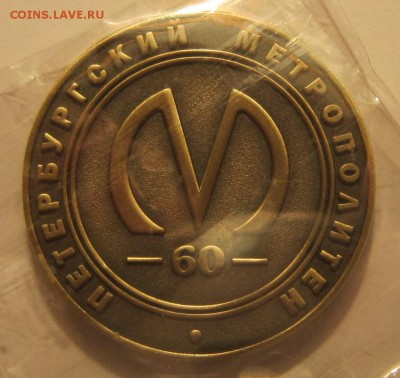 COINS.LAVE.RU
ПЕТЕРБУРГСКИЙ МЕТРОПОЛИТЕН
М
60